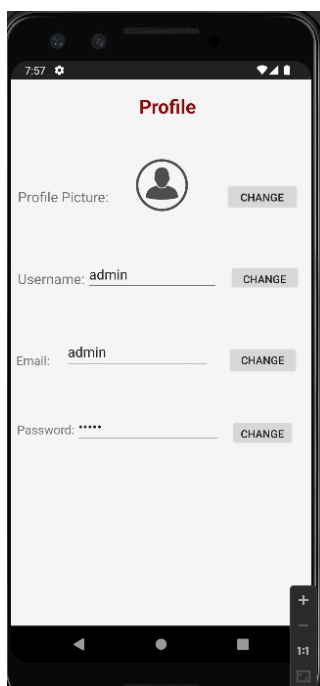 7:57
Profile
Profile Picture: CHANGE
Username: admin CHANGE
Email: admin CHANGE
Password: ••••• CHANGE
1:1